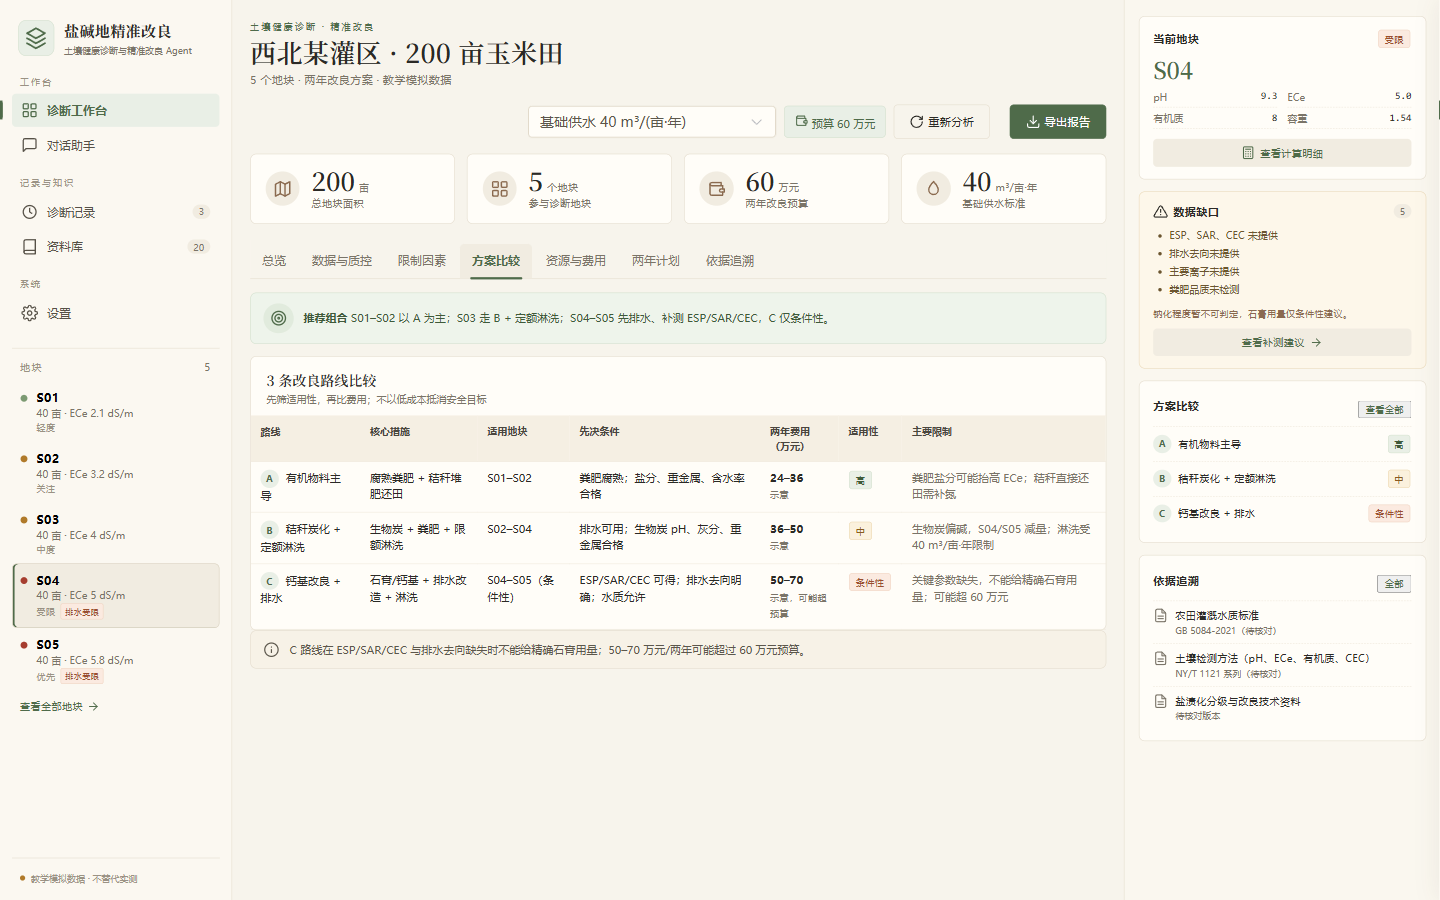 盐碱地精准改良
土壤健康诊断与精准改良 Agent
工作台
诊断工作台
对话助手
记录与知识
诊断记录 3
资料库 20
系统
设置
地块 5
S01
40 亩 · ECe 2.1 dS/m
轻度
S02
40 亩 · ECe 3.2 dS/m
关注
S03
40 亩 · ECe 4 dS/m
中度
S04
40 亩 · ECe 5 dS/m
受限 排水受限
S05
40 亩 · ECe 5.8 dS/m
优先 排水受限
查看全部地块
教学模拟数据 · 不替代实测
土壤健康诊断 · 精准改良
西北某灌区 · 200 亩玉米田
5 个地块 · 两年改良方案 · 教学模拟数据
基础供水 40 m³/(亩·年)
预算 60 万元
重新分析
导出报告
200 亩
总地块面积
5 个地块
参与诊断地块
60 万元
两年改良预算
40 m³/亩·年
基础供水标准
总览 数据与质控 限制因素 方案比较 资源与费用 两年计划 依据追溯
推荐组合 S01–S02 以 A 为主；S03 走 B + 定额淋洗；S04–S05 先排水、补测 ESP/SAR/CEC，C 仅条件性。
3 条改良路线比较
先筛适用性，再比费用；不以低成本抵消安全目标
路线 核心措施 适用地块 先决条件 两年费用 适用性 主要限制
（万元）
A 有机物料主 腐熟粪肥 + 秸秆堆 S01–S02 粪肥腐熟；盐分、重金属、含水率 24–36 高 粪肥盐分可能抬高 ECe；秸秆直接还
导 肥还田 合格 示意 田需补氮
B 秸秆炭化 + 生物炭 + 粪肥 + 限 S02–S04 排水可用；生物炭 pH、灰分、重 36–50 中 生物炭偏碱，S04/S05 减量；淋洗受
定额淋洗 额淋洗 金属合格 示意 40 m³/亩·年限制
C 钙基改良 + 石膏/钙基 + 排水改 S04–S05（条 ESP/SAR/CEC 可得；排水去向明 50–70 条件性 关键参数缺失，不能给精确石膏用
排水 造 + 淋洗 件性） 确；水质允许 示意，可能超 量；可能超 60 万元
预算
C 路线在 ESP/SAR/CEC 与排水去向缺失时不能给精确石膏用量；50–70 万元/两年可能超过 60 万元预算。
当前地块 受限
S04
pH 9.3 ECe 5.0
有机质 8 容重 1.54
查看计算明细
数据缺口 5
ESP、SAR、CEC 未提供
排水去向未提供
主要离子未提供
粪肥品质未检测
钠化程度暂不可判定，石膏用量仅条件性建议。
查看补测建议
方案比较 查看全部
A 有机物料主导 高
B 秸秆炭化 + 定额淋洗 中
C 钙基改良 + 排水 条件性
依据追溯 全部
农田灌溉水质标准
GB 5084-2021（待核对）
土壤检测方法（pH、ECe、有机质、CEC）
NY/T 1121 系列（待核对）
盐渍化分级与改良技术资料
待核对版本